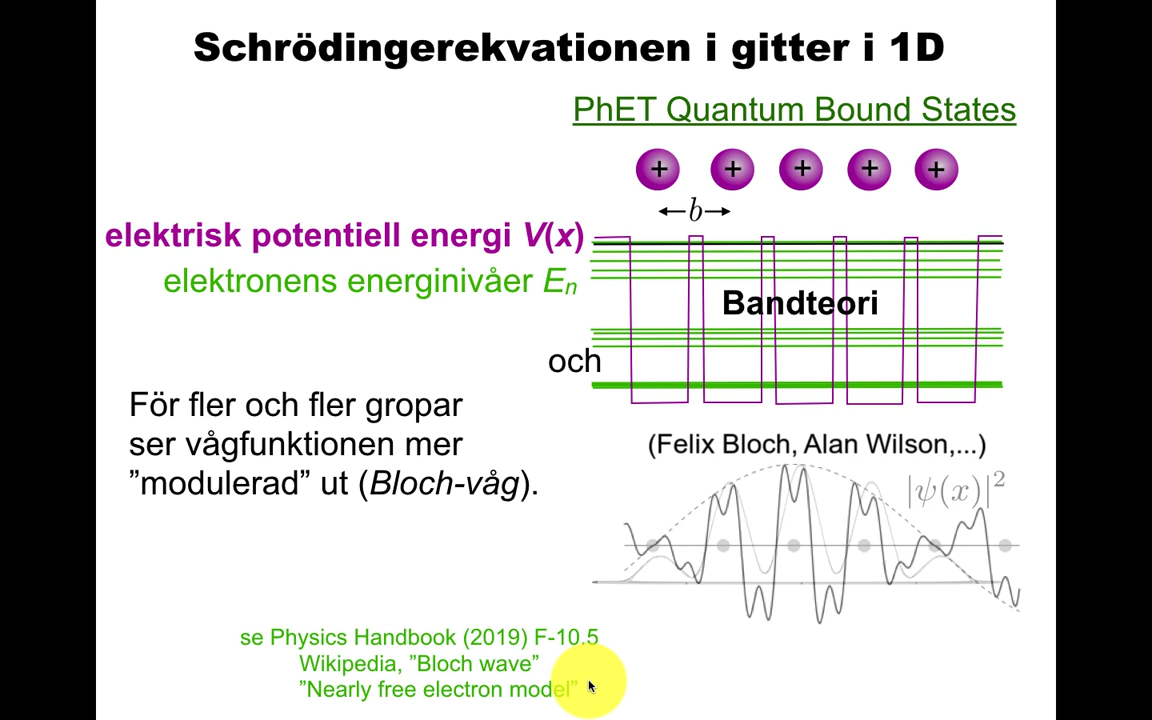 Schrödingerekvationen i gitter i 1D
PhET Quantum Bound States
+ + + + +
←b→
elektrisk potentiell energi V(x)
elektronens energinivåer Eₙ
Bandteori
och
För fler och fler gropar
ser vågfunktionen mer
”modulerad” ut (Bloch-våg).
(Felix Bloch, Alan Wilson,...)
|ψ(x)|²
se Physics Handbook (2019) F-10.5
Wikipedia, ”Bloch wave”
”Nearly free electron model”